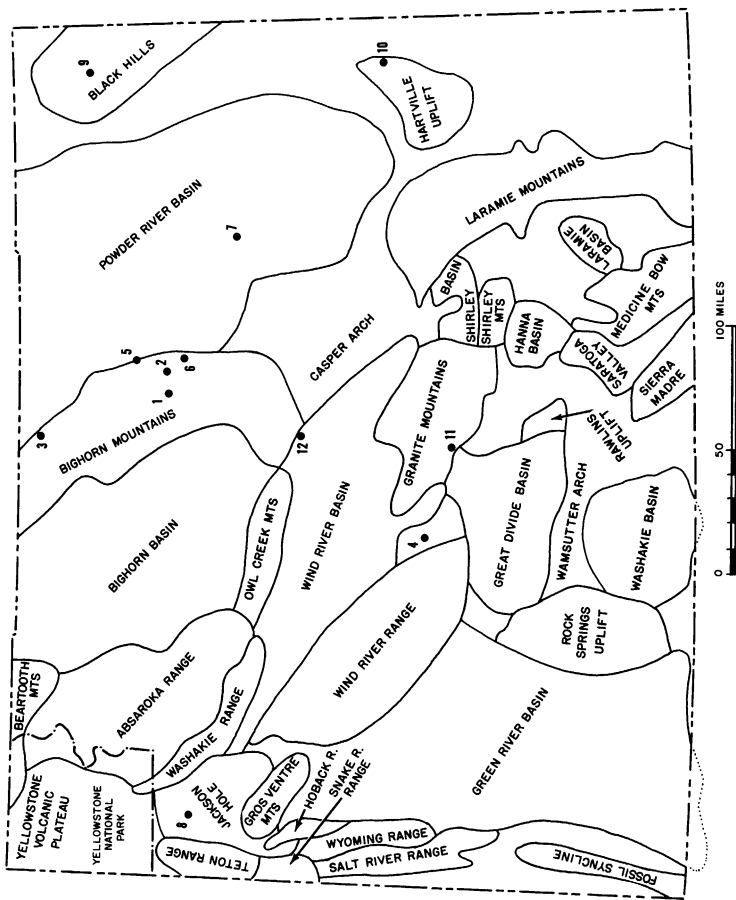 BLACK HILLS
9
10
HARTVILLE
UPLIFT
POWDER RIVER BASIN
7
LARAMIE MOUNTAINS
LARAMIE
BASIN
BASIN
SHIRLEY
SHIRLEY
MTS
HANNA
BASIN
MEDICINE BOW
MTS
SARATOGA
VALLEY
SIERRA
MADRE
CASPER ARCH
5
2
6
1
3
BIGHORN MOUNTAINS
12
GRANITE MOUNTAINS
11
RAWLINS
UPLIFT
BIGHORN BASIN
OWL CREEK MTS
WIND RIVER BASIN
4
GREAT DIVIDE BASIN
WAMSUTTER ARCH
WASHAKIE BASIN
ROCK
SPRINGS
UPLIFT
WIND RIVER RANGE
BEARTOOTH
MTS
ABSAROKA RANGE
WASHAKIE RANGE
GREEN RIVER BASIN
YELLOWSTONE
VOLCANIC
PLATEAU
YELLOWSTONE
NATIONAL
PARK
8
JACKSON
HOLE
GROS VENTRE
MTS
HOBACK R.
SNAKE R.
RANGE
TETON RANGE
WYOMING RANGE
SALT RIVER RANGE
FOSSIL SYNCLINE
0
50
100 MILES